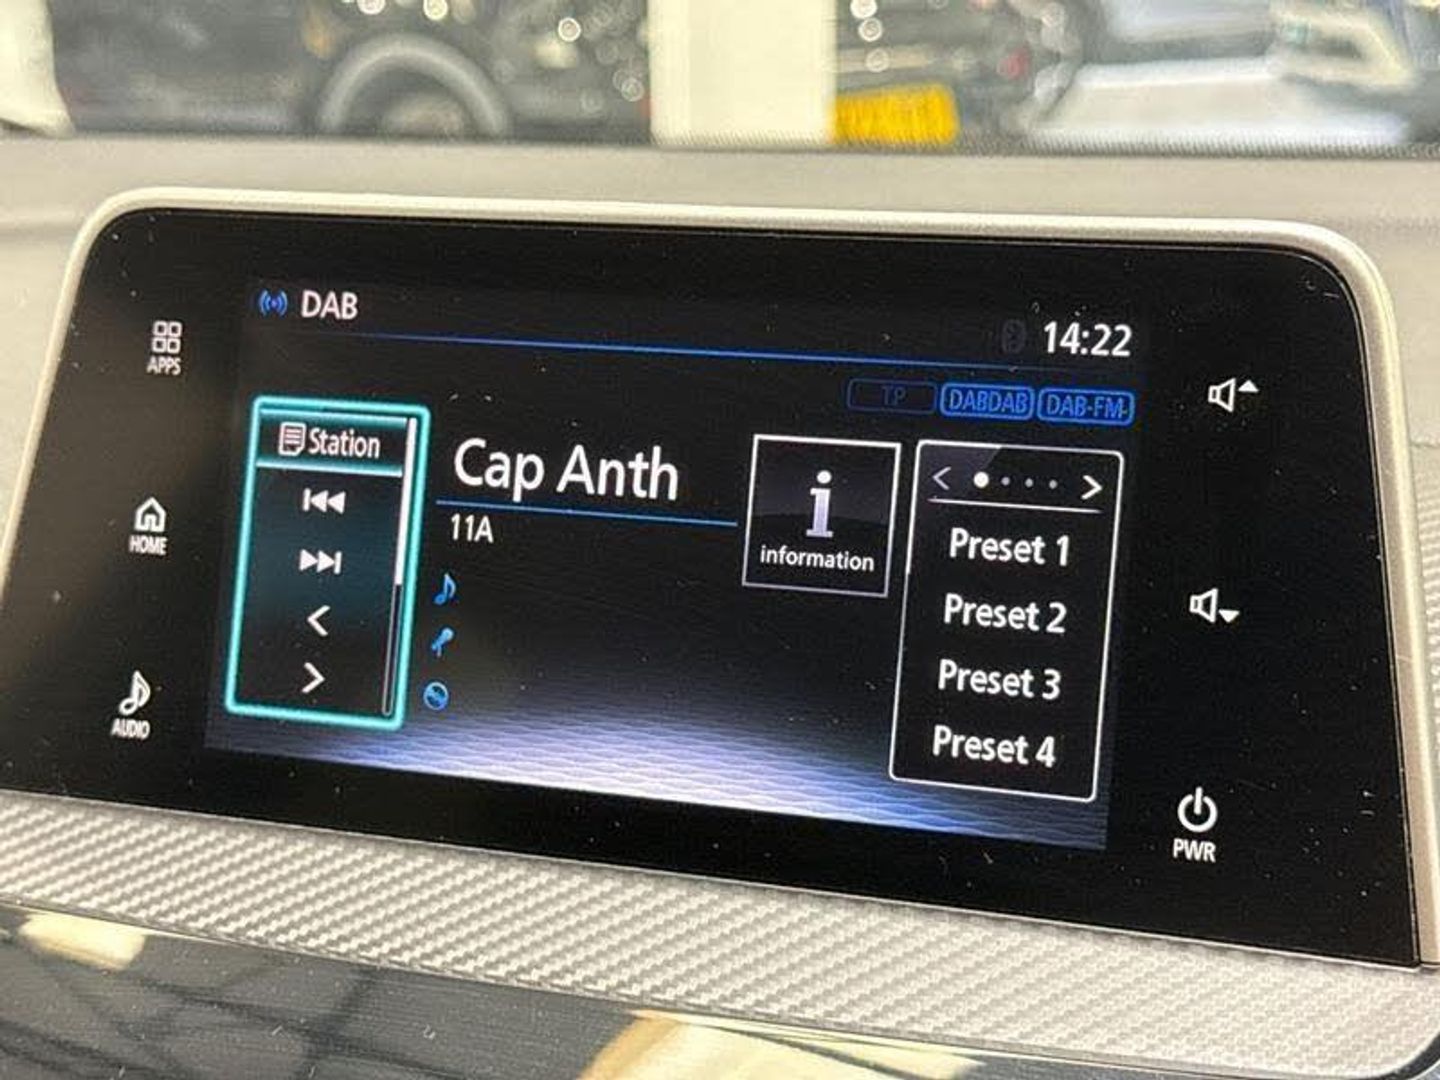 DAB
14:22
TP DABDAB DAB-FM
APPS
Station
Cap Anth
11A
information
Preset 1
Preset 2
Preset 3
Preset 4
HOME
AUDIO
PWR